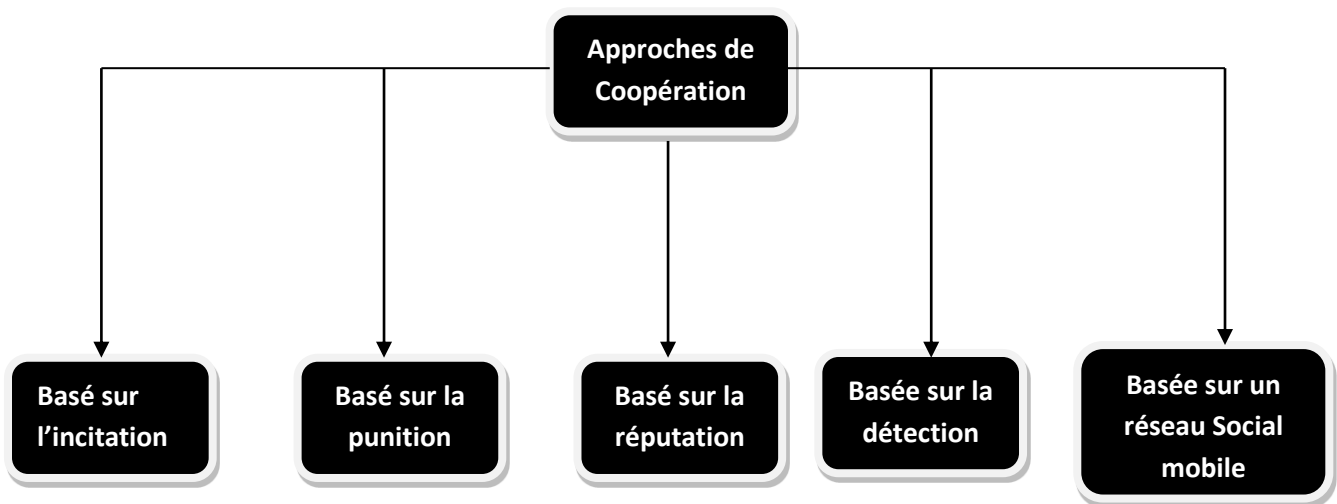 Approches de
Coopération
Basé sur
l’incitation
Basé sur la
punition
Basé sur la
réputation
Basée sur la
détection
Basée sur un
réseau Social
mobile